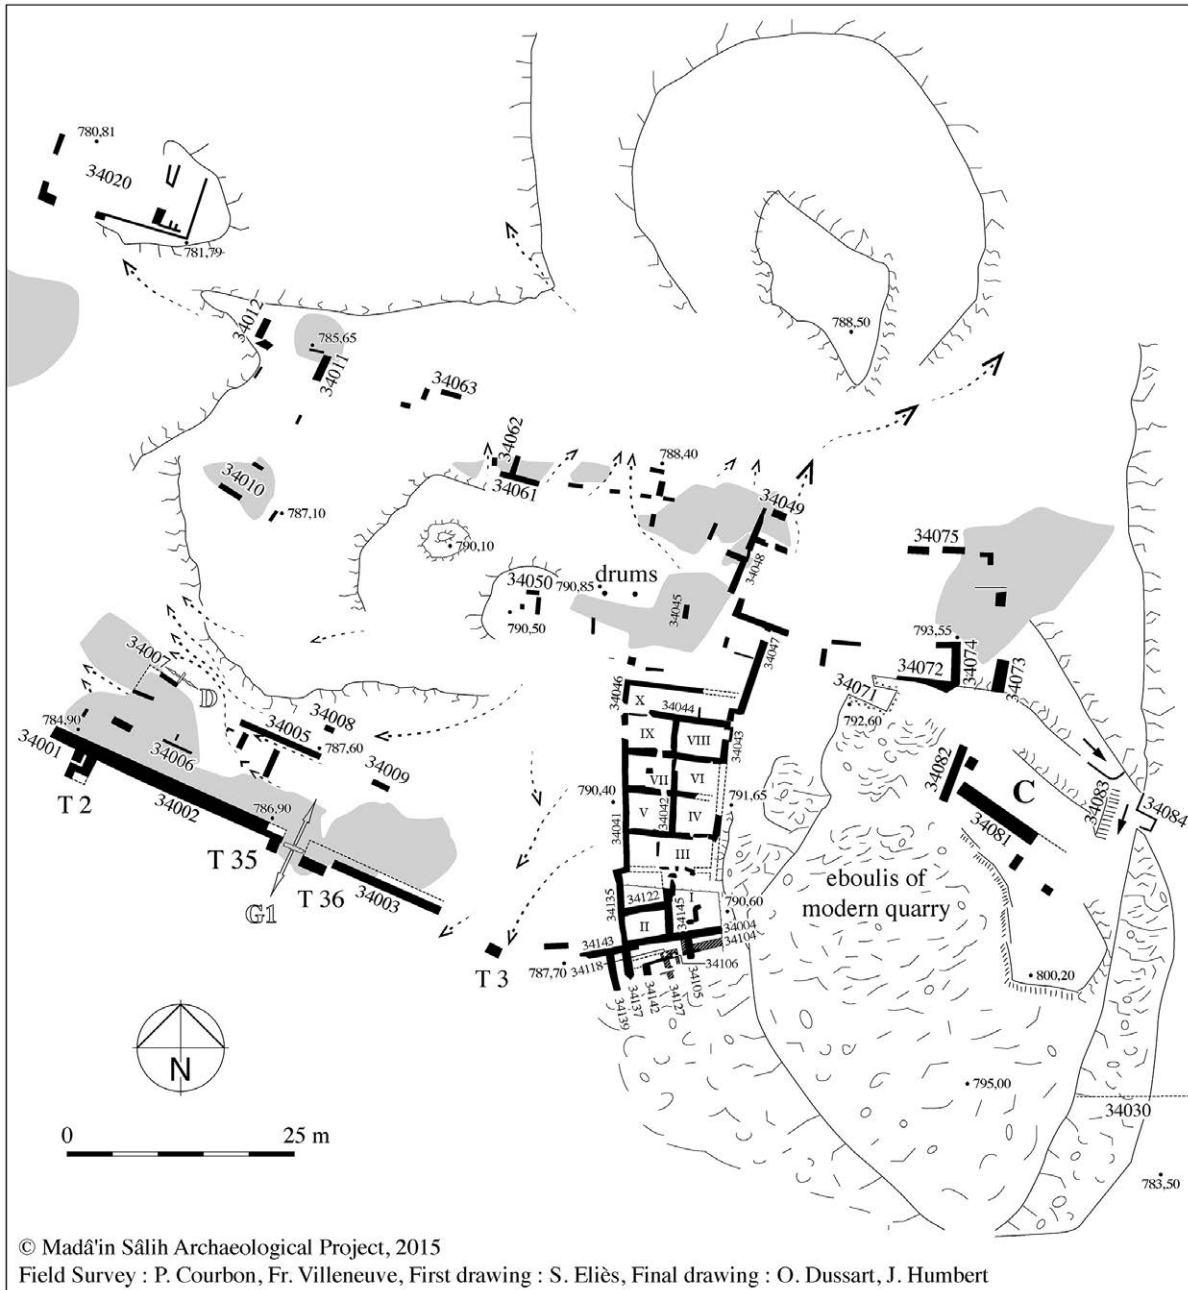 780,81
34020
781,79
34012
785,65
34011
34063
788,50
34062
788,40
34061
34010
787,10
34049
790,10
34048
34075
34050
790,85
drums
34045
790,50
793,55
34047
34074
34072
34073
34007
D
34071
792,60
34046
X
34044
34008
34005
787,60
784,90
34001
34006
IX
VIII
34043
T 2
34002
34009
VII
VI
34082
C
34083
34084
790,40
34041
V
34042
IV
791,65
786,90
34081
T 35
III
T 36
34003
G1
34135
34122
34145
I
790,60
eboulis of
modern quarry
II
34004
34104
34143
T 3
787,70
34118
34106
34105
34139
34137
34142
34127
800,20
N
795,00
34030
0
25 m
783,50
© Madâ'in Sâlih Archaeological Project, 2015
Field Survey : P. Courbon, Fr. Villeneuve, First drawing : S. Eliès, Final drawing : O. Dussart, J. Humbert